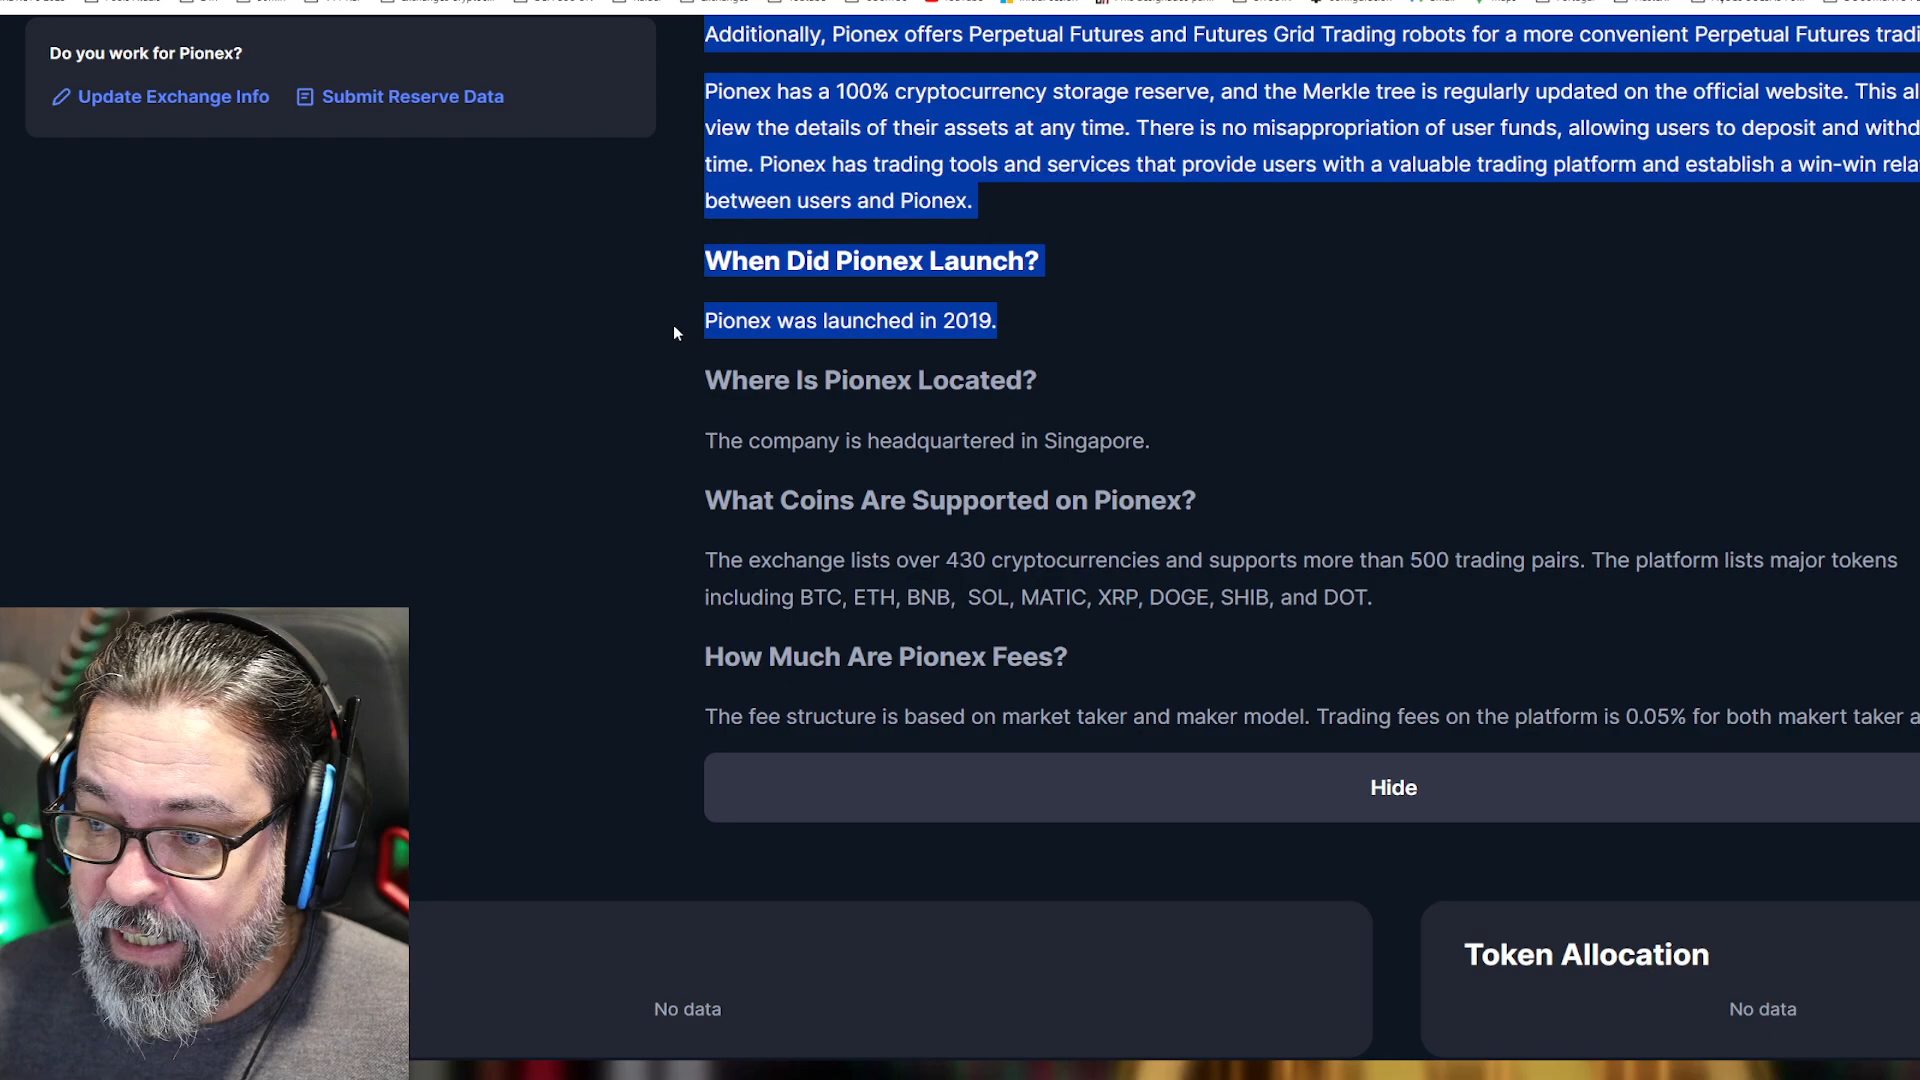 Do you work for Pionex?
Update Exchange Info Submit Reserve Data
Additionally, Pionex offers Perpetual Futures and Futures Grid Trading robots for a more convenient Perpetual Futures tradi
Pionex has a 100% cryptocurrency storage reserve, and the Merkle tree is regularly updated on the official website. This al
view the details of their assets at any time. There is no misappropriation of user funds, allowing users to deposit and withd
time. Pionex has trading tools and services that provide users with a valuable trading platform and establish a win-win rela
between users and Pionex.
When Did Pionex Launch?
Pionex was launched in 2019.
Where Is Pionex Located?
The company is headquartered in Singapore.
What Coins Are Supported on Pionex?
The exchange lists over 430 cryptocurrencies and supports more than 500 trading pairs. The platform lists major tokens
including BTC, ETH, BNB, SOL, MATIC, XRP, DOGE, SHIB, and DOT.
How Much Are Pionex Fees?
The fee structure is based on market taker and maker model. Trading fees on the platform is 0.05% for both makert taker a
Hide
No data
Token Allocation
No data